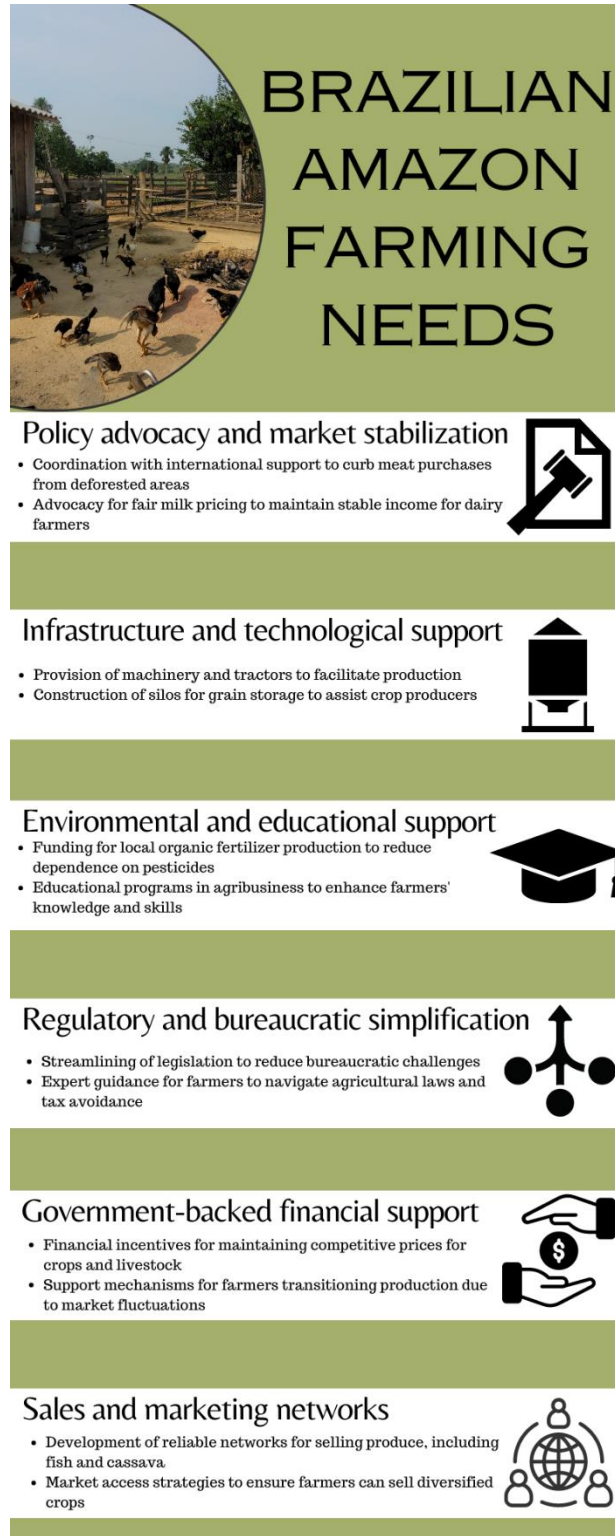 BRAZILIAN
AMAZON
FARMING
NEEDS
Policy advocacy and market stabilization
• Coordination with international support to curb meat purchases
from deforested areas
• Advocacy for fair milk pricing to maintain stable income for dairy
farmers
Infrastructure and technological support
• Provision of machinery and tractors to facilitate production
• Construction of silos for grain storage to assist crop producers
Environmental and educational support
• Funding for local organic fertilizer production to reduce
dependence on pesticides
• Educational programs in agribusiness to enhance farmers'
knowledge and skills
Regulatory and bureaucratic simplification
• Streamlining of legislation to reduce bureaucratic challenges
• Expert guidance for farmers to navigate agricultural laws and
tax avoidance
Government-backed financial support
• Financial incentives for maintaining competitive prices for
crops and livestock
• Support mechanisms for farmers transitioning production due
to market fluctuations
$
Sales and marketing networks
• Development of reliable networks for selling produce, including
fish and cassava
• Market access strategies to ensure farmers can sell diversified
crops